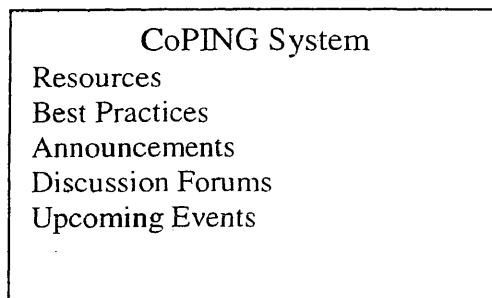 CoPING System
Resources
Best Practices
Announcements
Discussion Forums
Upcoming Events